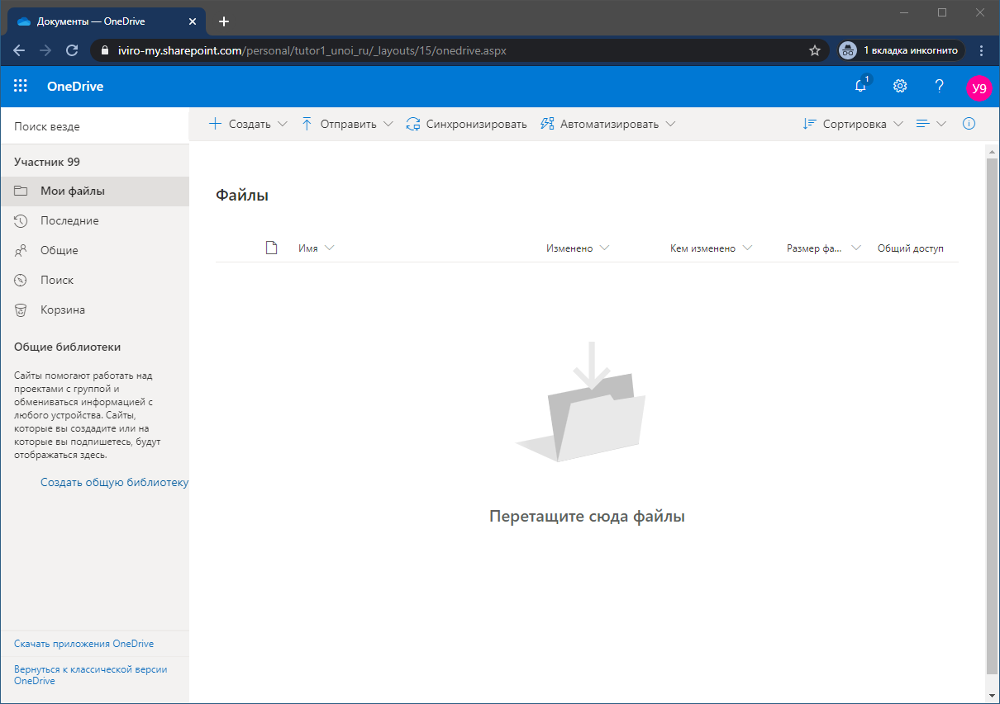 Документы — OneDrive
iviro-my.sharepoint.com/personal/tutor1_unoi_ru/_layouts/15/onedrive.aspx
1 вкладка инкогнито
OneDrive
1
?
У9
Поиск везде
Создать
Отправить
Синхронизировать
Автоматизировать
Сортировка
Участник 99
Мои файлы
Последние
Общие
Поиск
Корзина
Общие библиотеки
Сайты помогают работать над
проектами с группой и
обмениваться информацией с
любого устройства. Сайты,
которые вы создадите или на
которые вы подпишетесь, будут
отображаться здесь.
Создать общую библиотеку
Скачать приложения OneDrive
Вернуться к классической версии
OneDrive
Файлы
Имя
Изменено
Кем изменено
Размер фа...
Общий доступ
Перетащите сюда файлы